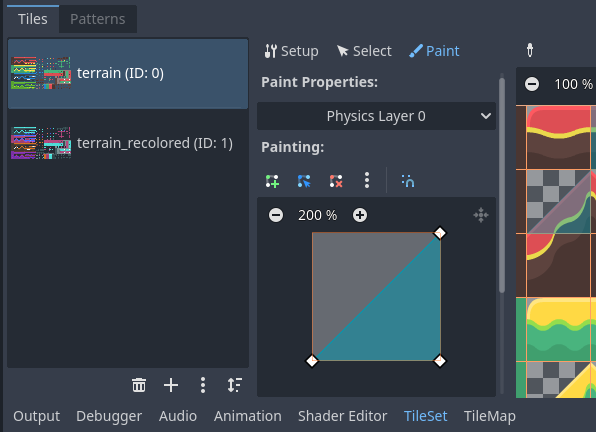 Tiles Patterns
terrain (ID: 0)
terrain_recolored (ID: 1)
Setup Select Paint
Paint Properties:
Physics Layer 0
Painting:
200 %
100 %
Output Debugger Audio Animation Shader Editor TileSet TileMap